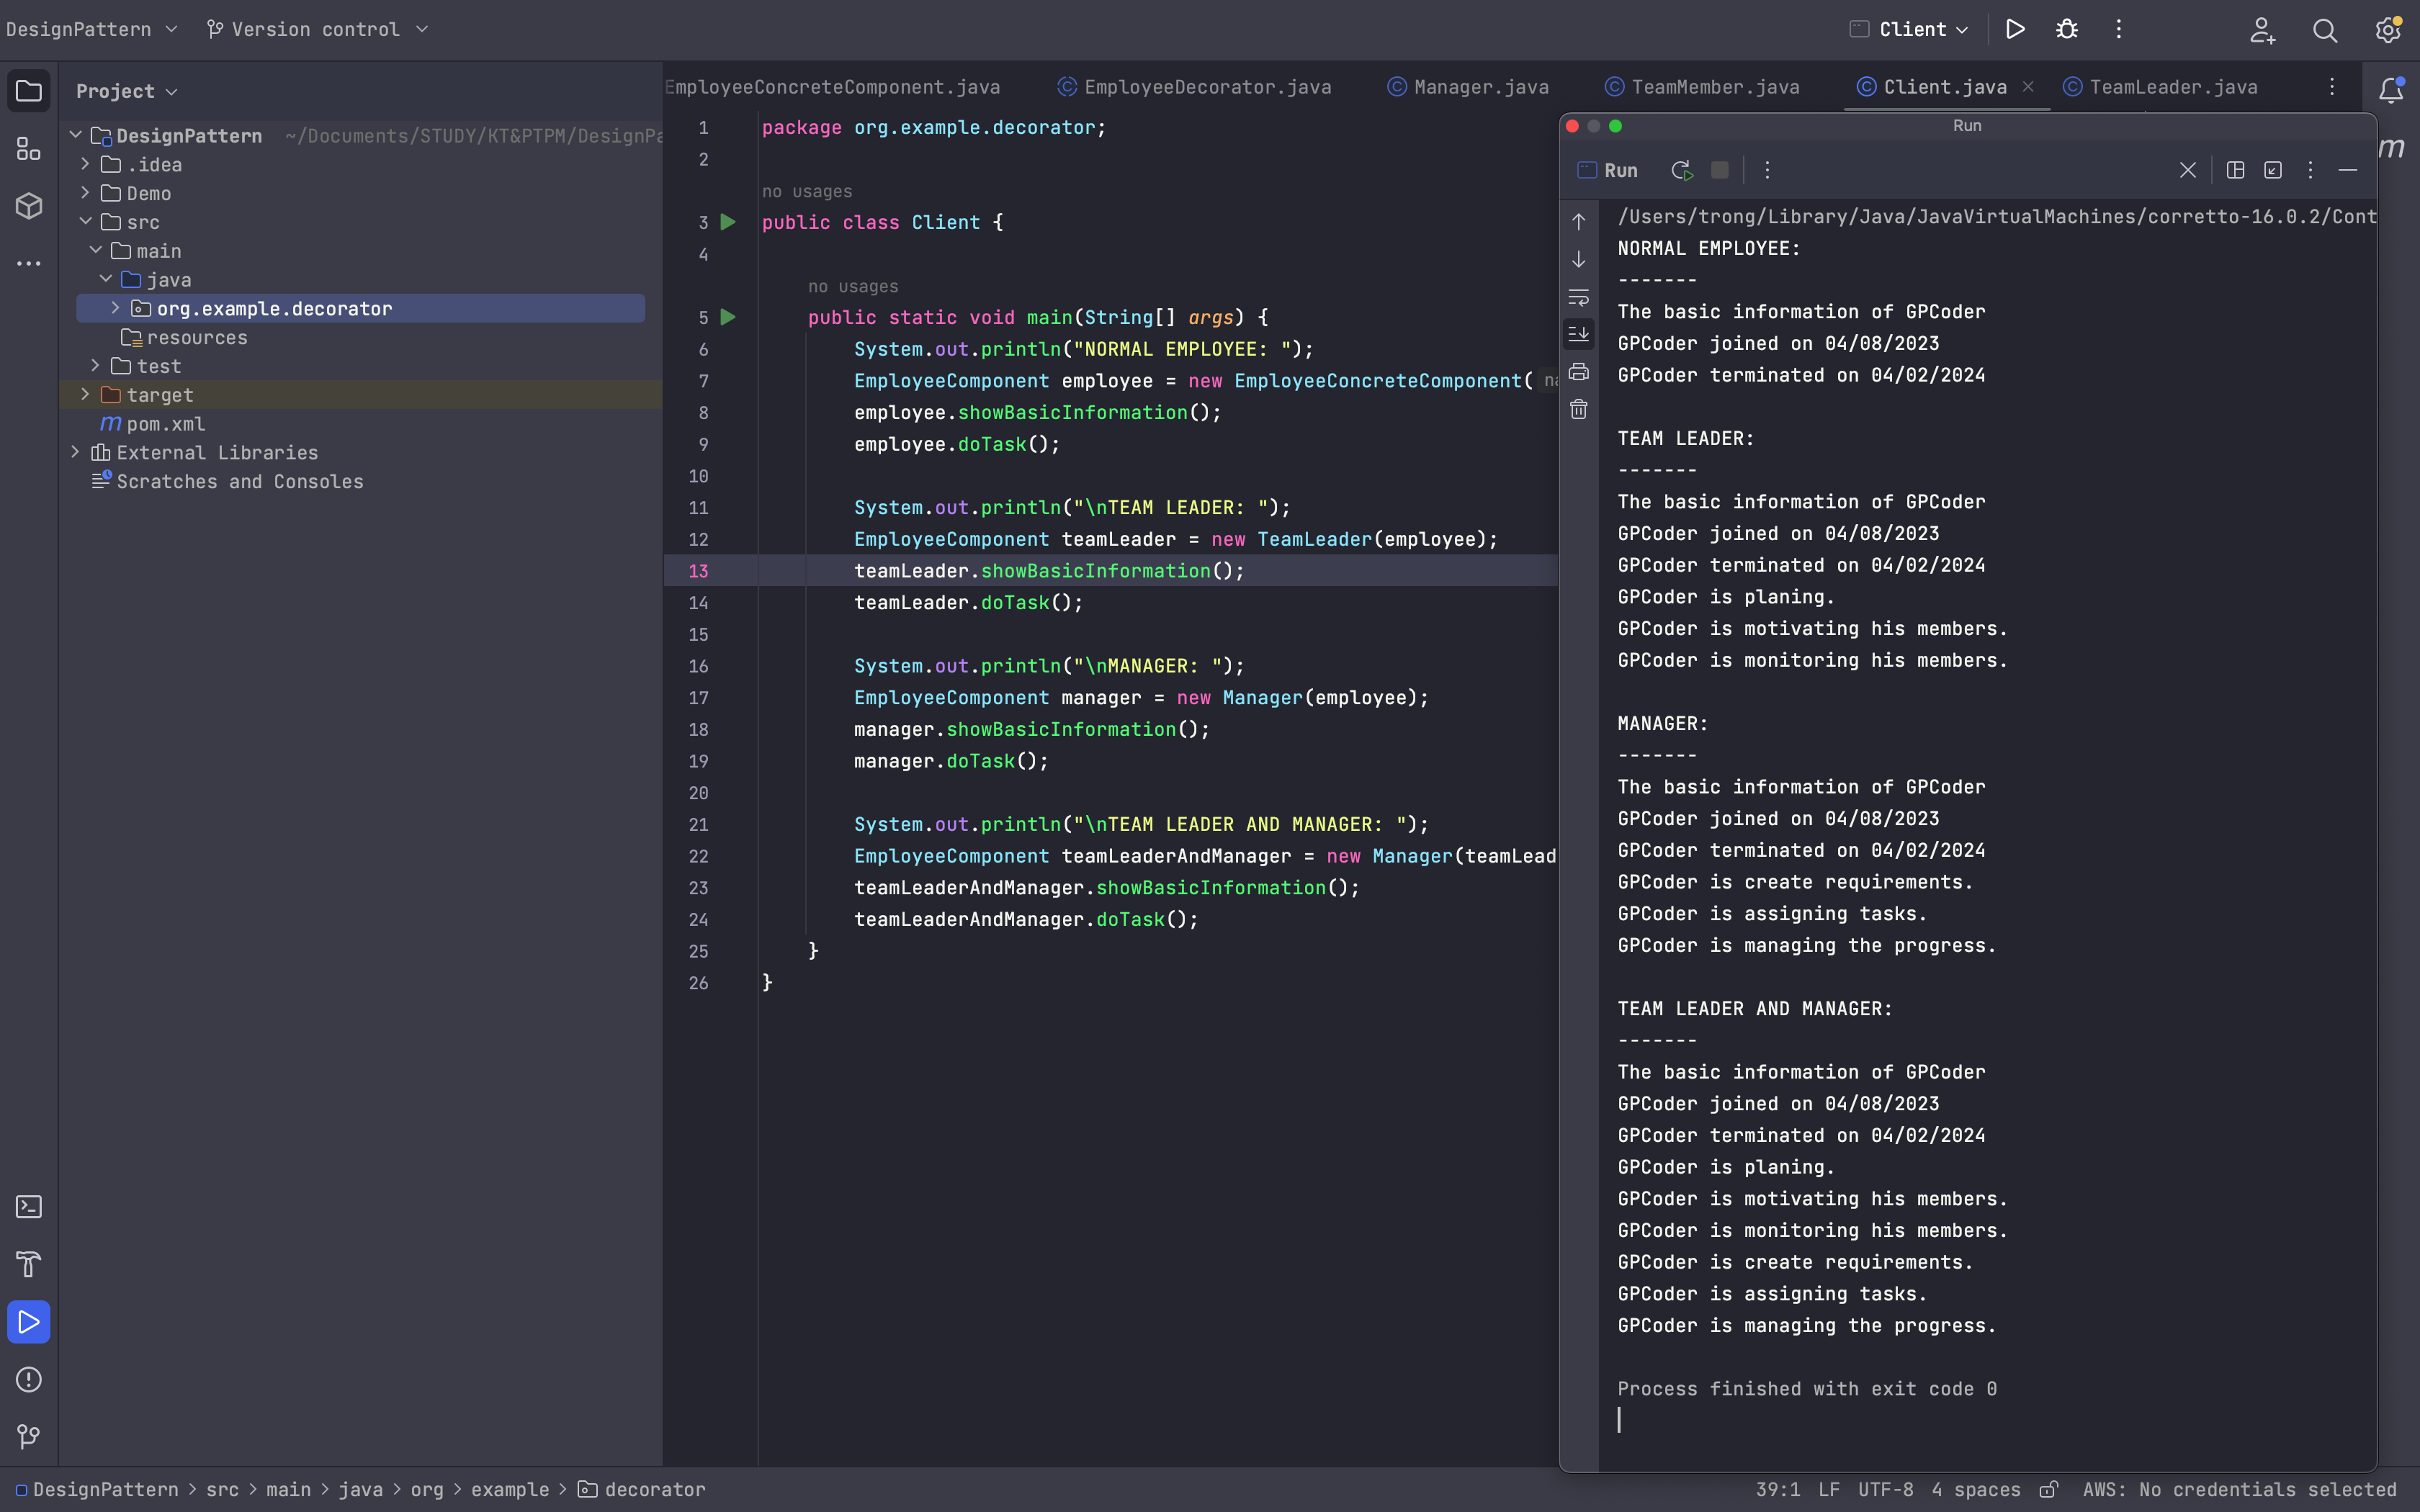 DesignPattern
Version control
Client
Project
DesignPattern ~/Documents/STUDY/KT&PTPM/DesignPa
.idea
Demo
src
main
java
org.example.decorator
resources
test
target
pom.xml
External Libraries
Scratches and Consoles
EmployeeConcreteComponent.java
EmployeeDecorator.java
Manager.java
TeamMember.java
Client.java
TeamLeader.java
1 package org.example.decorator;
2
no usages
3 public class Client {
4
no usages
5 public static void main(String[] args) {
6 System.out.println("NORMAL EMPLOYEE: ");
7 EmployeeComponent employee = new EmployeeConcreteComponent( na
8 employee.showBasicInformation();
9 employee.doTask();
10
11 System.out.println("\nTEAM LEADER: ");
12 EmployeeComponent teamLeader = new TeamLeader(employee);
13 teamLeader.showBasicInformation();
14 teamLeader.doTask();
15
16 System.out.println("\nMANAGER: ");
17 EmployeeComponent manager = new Manager(employee);
18 manager.showBasicInformation();
19 manager.doTask();
20
21 System.out.println("\nTEAM LEADER AND MANAGER: ");
22 EmployeeComponent teamLeaderAndManager = new Manager(teamLead
23 teamLeaderAndManager.showBasicInformation();
24 teamLeaderAndManager.doTask();
25 }
26 }
Run
Run
m
/Users/trong/Library/Java/JavaVirtualMachines/corretto-16.0.2/Cont
NORMAL EMPLOYEE:
-------
The basic information of GPCoder
GPCoder joined on 04/08/2023
GPCoder terminated on 04/02/2024
TEAM LEADER:
-------
The basic information of GPCoder
GPCoder joined on 04/08/2023
GPCoder terminated on 04/02/2024
GPCoder is planing.
GPCoder is motivating his members.
GPCoder is monitoring his members.
MANAGER:
-------
The basic information of GPCoder
GPCoder joined on 04/08/2023
GPCoder terminated on 04/02/2024
GPCoder is create requirements.
GPCoder is assigning tasks.
GPCoder is managing the progress.
TEAM LEADER AND MANAGER:
-------
The basic information of GPCoder
GPCoder joined on 04/08/2023
GPCoder terminated on 04/02/2024
GPCoder is planing.
GPCoder is motivating his members.
GPCoder is monitoring his members.
GPCoder is create requirements.
GPCoder is assigning tasks.
GPCoder is managing the progress.
Process finished with exit code 0
DesignPattern > src > main > java > org > example > decorator
39:1 LF UTF-8 4 spaces AWS: No credentials selected